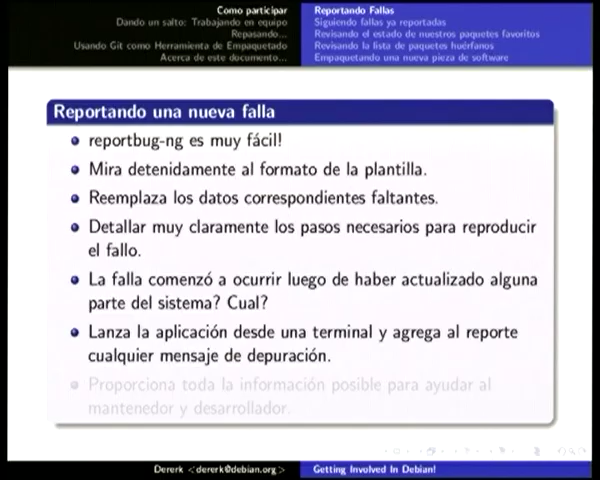 Como participar
Dando un salto: Trabajando en equipo
Repasando...
Usando Git como Herramienta de Empaquetado
Acerca de este documento...
Reportando Fallas
Siguiendo fallas ya reportadas
Revisando el estado de nuestros paquetes favoritos
Revisando la lista de paquetes huérfanos
Empaquetando una nueva pieza de software
Reportando una nueva falla
reportbug-ng es muy fácil!
Mira detenidamente al formato de la plantilla.
Reemplaza los datos correspondientes faltantes.
Detallar muy claramente los pasos necesarios para reproducir
el fallo.
La falla comenzó a ocurrir luego de haber actualizado alguna
parte del sistema? Cual?
Lanza la aplicación desde una terminal y agrega al reporte
cualquier mensaje de depuración.
Proporciona toda la información posible para ayudar al
mantenedor y desarrollador.
Dererk <dererk@debian.org>
Getting Involved In Debian!